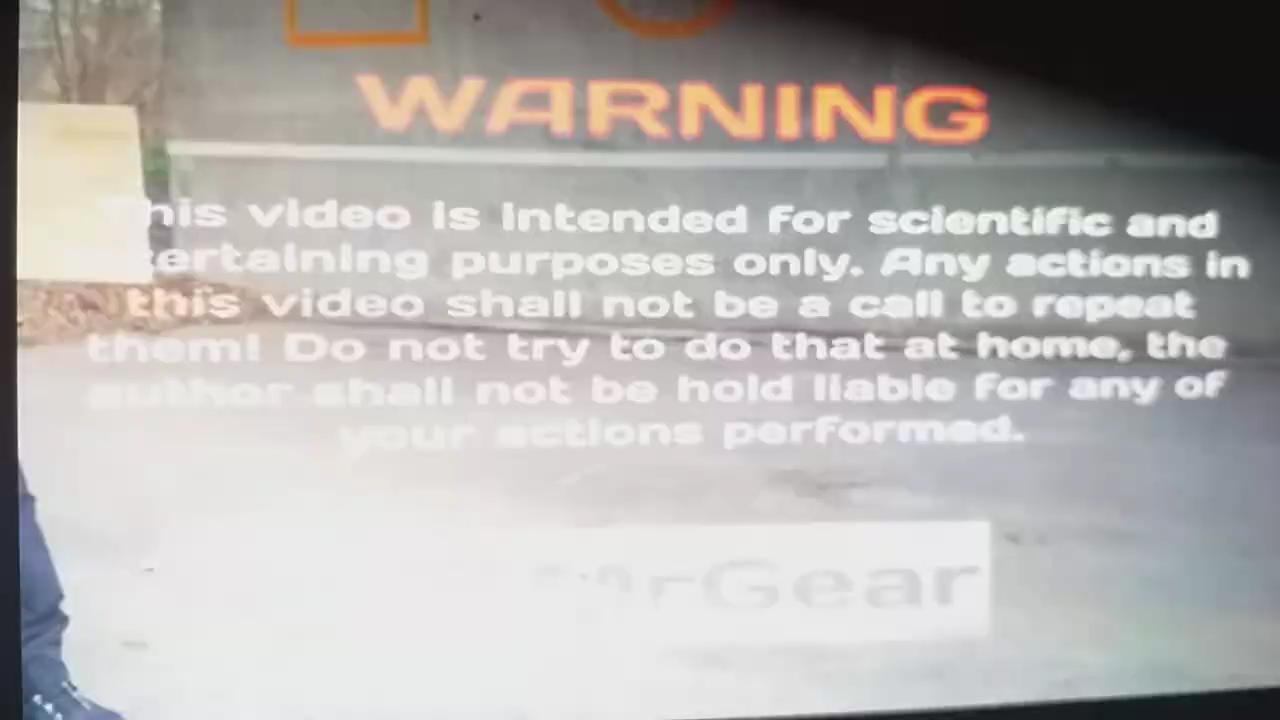 WARNING
This video is intended for scientific and
entertaining purposes only. Any actions in
this video shall not be a call to repeat
them! Do not try to do that at home, the
author shall not be hold liable for any of
your actions performed.
MrGear